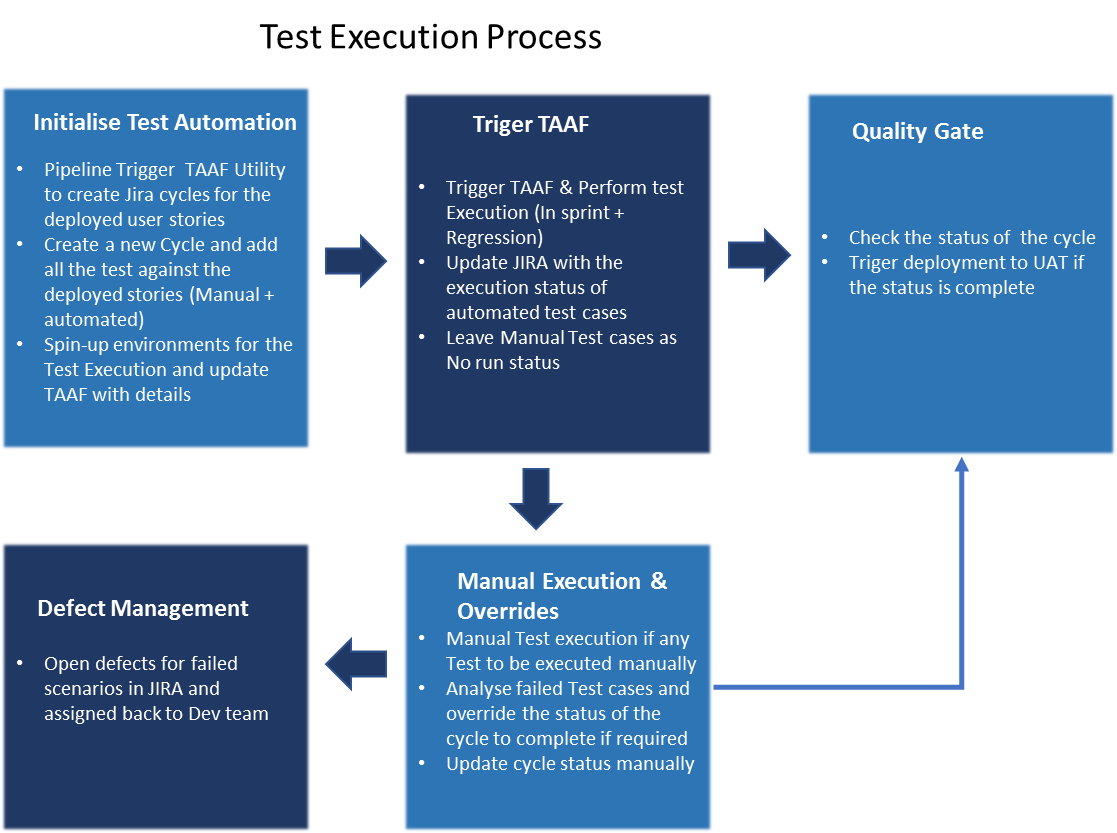 Test Execution Process
Initialise Test Automation
• Pipeline Trigger TAAF Utility
to create Jira cycles for the
deployed user stories
• Create a new Cycle and add
all the test against the
deployed stories (Manual +
automated)
• Spin-up environments for the
Test Execution and update
TAAF with details
Triger TAAF
• Trigger TAAF & Perform test
Execution (In sprint +
Regression)
• Update JIRA with the
execution status of
automated test cases
• Leave Manual Test cases as
No run status
Quality Gate
• Check the status of the cycle
• Triger deployment to UAT if
the status is complete
Defect Management
• Open defects for failed
scenarios in JIRA and
assigned back to Dev team
Manual Execution &
Overrides
• Manual Test execution if any
Test to be executed manually
• Analyse failed Test cases and
override the status of the
cycle to complete if required
• Update cycle status manually